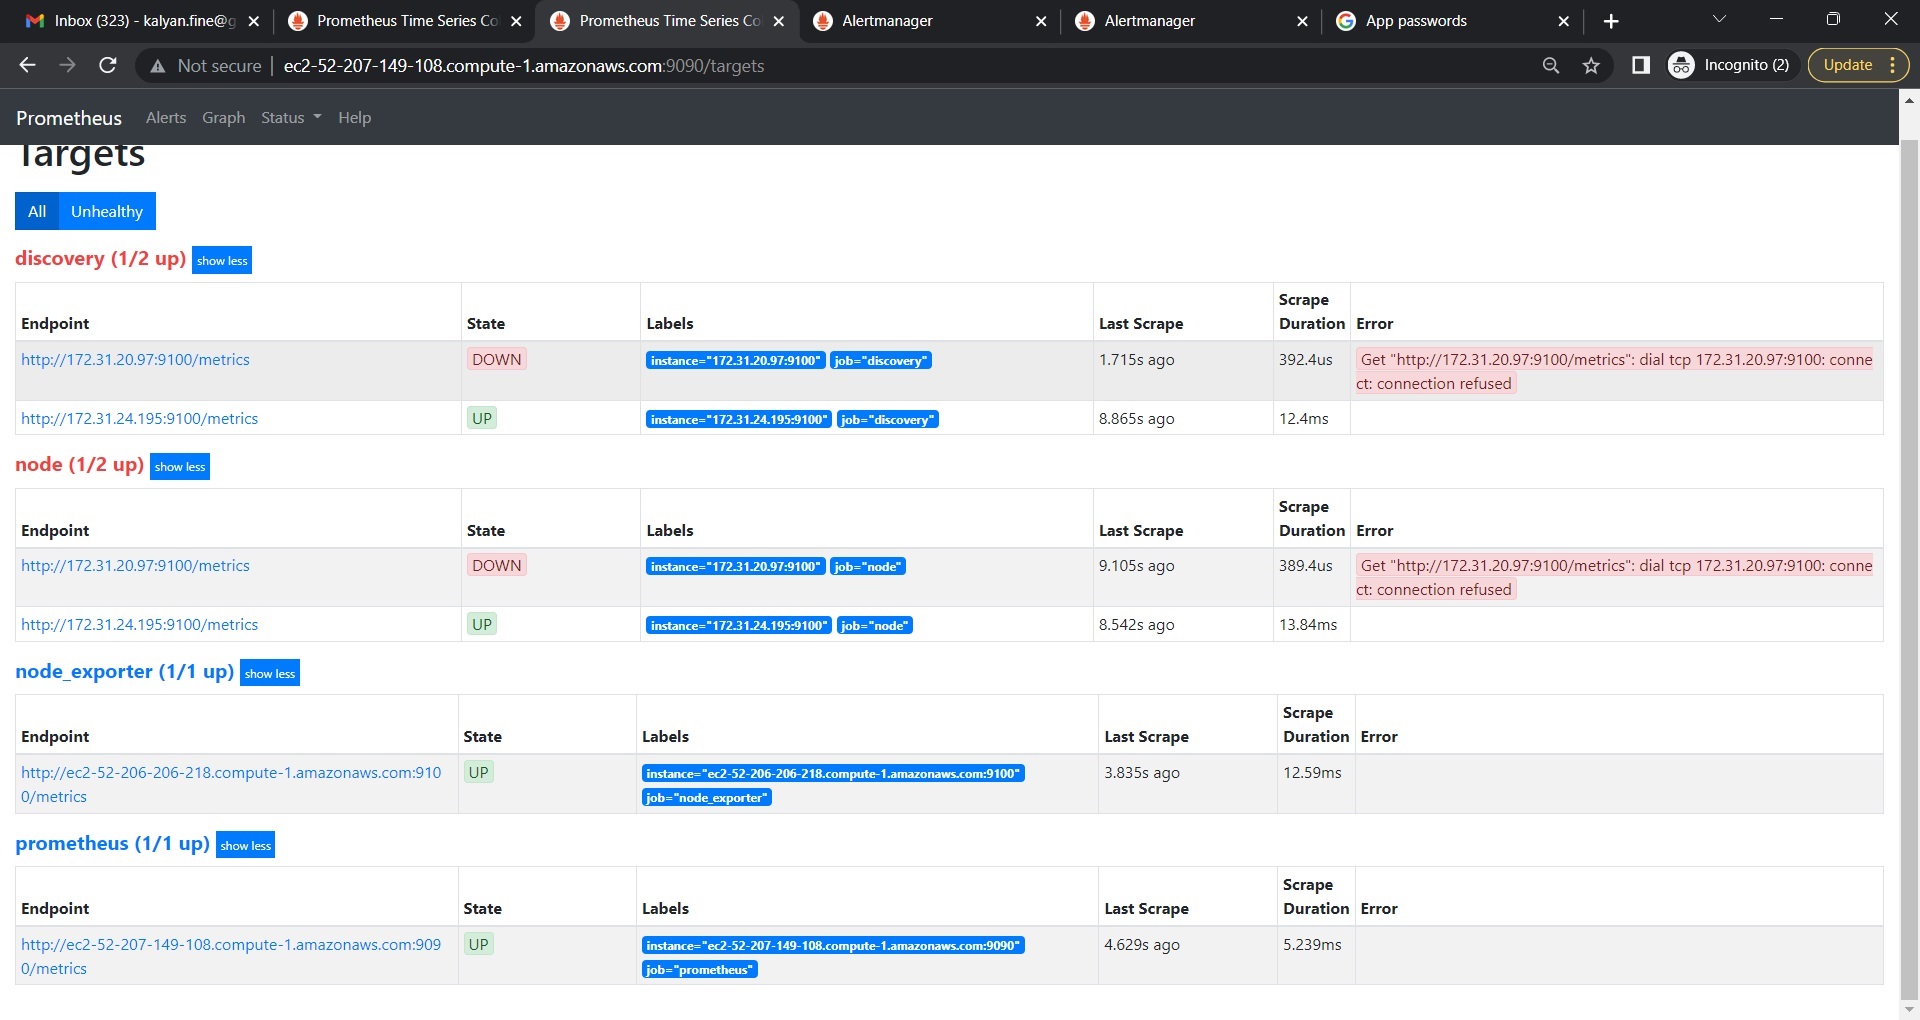 Inbox (323) - kalyan.fine@g
Prometheus Time Series Co
Prometheus Time Series Co
Alertmanager
Alertmanager
App passwords
Not secure
ec2-52-207-149-108.compute-1.amazonaws.com:9090/targets
Incognito (2)
Update
Prometheus Alerts Graph Status Help
Targets
All Unhealthy
discovery (1/2 up) show less
Endpoint State Labels Last Scrape Scrape Duration Error
http://172.31.20.97:9100/metrics DOWN instance="172.31.20.97:9100" job="discovery" 1.715s ago 392.4us Get "http://172.31.20.97:9100/metrics": dial tcp 172.31.20.97:9100: conne
ct: connection refused
http://172.31.24.195:9100/metrics UP instance="172.31.24.195:9100" job="discovery" 8.865s ago 12.4ms
node (1/2 up) show less
Endpoint State Labels Last Scrape Scrape Duration Error
http://172.31.20.97:9100/metrics DOWN instance="172.31.20.97:9100" job="node" 9.105s ago 389.4us Get "http://172.31.20.97:9100/metrics": dial tcp 172.31.20.97:9100: conne
ct: connection refused
http://172.31.24.195:9100/metrics UP instance="172.31.24.195:9100" job="node" 8.542s ago 13.84ms
node_exporter (1/1 up) show less
Endpoint State Labels Last Scrape Scrape Duration Error
http://ec2-52-206-206-218.compute-1.amazonaws.com:910 UP instance="ec2-52-206-206-218.compute-1.amazonaws.com:9100" 3.835s ago 12.59ms
0/metrics job="node_exporter"
prometheus (1/1 up) show less
Endpoint State Labels Last Scrape Scrape Duration Error
http://ec2-52-207-149-108.compute-1.amazonaws.com:909 UP instance="ec2-52-207-149-108.compute-1.amazonaws.com:9090" 4.629s ago 5.239ms
0/metrics job="prometheus"